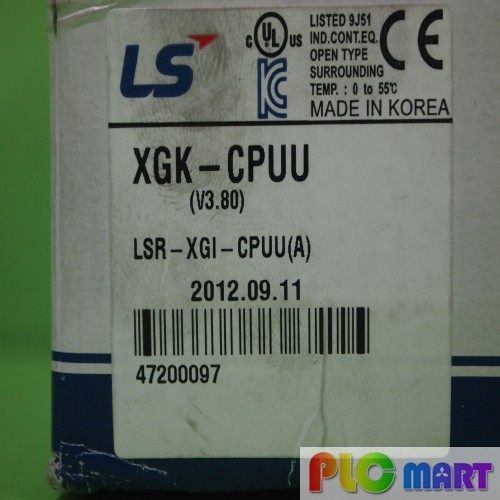 LS
C UL US
LISTED 9J51
IND.CONT.EQ.
OPEN TYPE
SURROUNDING
TEMP. : 0 to 55℃
CE
KC
MADE IN KOREA
XGK-CPUU
(V3.80)
LSR-XGI-CPUU(A)
2012.09.11
47200097
PLC MART